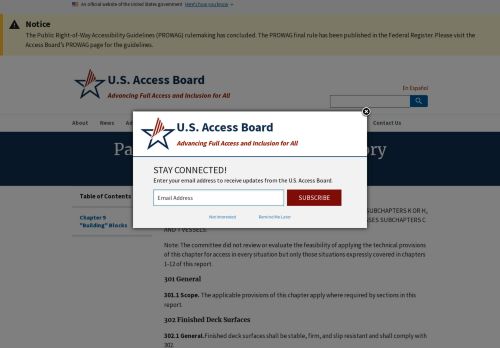 An official website of the United States government Here's how you know
Notice
The Public Right-of-Way Accessibility Guidelines (PROWAG) rulemaking has concluded. The PROWAG final rule has been published in the Federal Register. Please visit the
Access Board's PROWAG page for the guidelines.
U.S. Access Board
Advancing Full Access and Inclusion for All
En Español
About News Contact Us
U.S. Access Board
Advancing Full Access and Inclusion for All
STAY CONNECTED!
Enter your email address to receive updates from the U.S. Access Board.
Email Address
SUBSCRIBE
Not Interested Remind Me Later
Table of Contents
Chapter 9
"Building" Blocks
SUBCHAPTERS K OR H,
SUBCHAPTERS C
AND T VESSELS.
Note: The committee did not review or evaluate the feasibility of applying the technical provisions
of this chapter for access in every situation but only those situations expressly covered in chapters
1-12 of this report.
301 General
301.1 Scope. The applicable provisions of this chapter apply where required by sections in this
report.
302 Finished Deck Surfaces
302.1 General. Finished deck surfaces shall be stable, firm, and slip resistant and shall comply with
302.